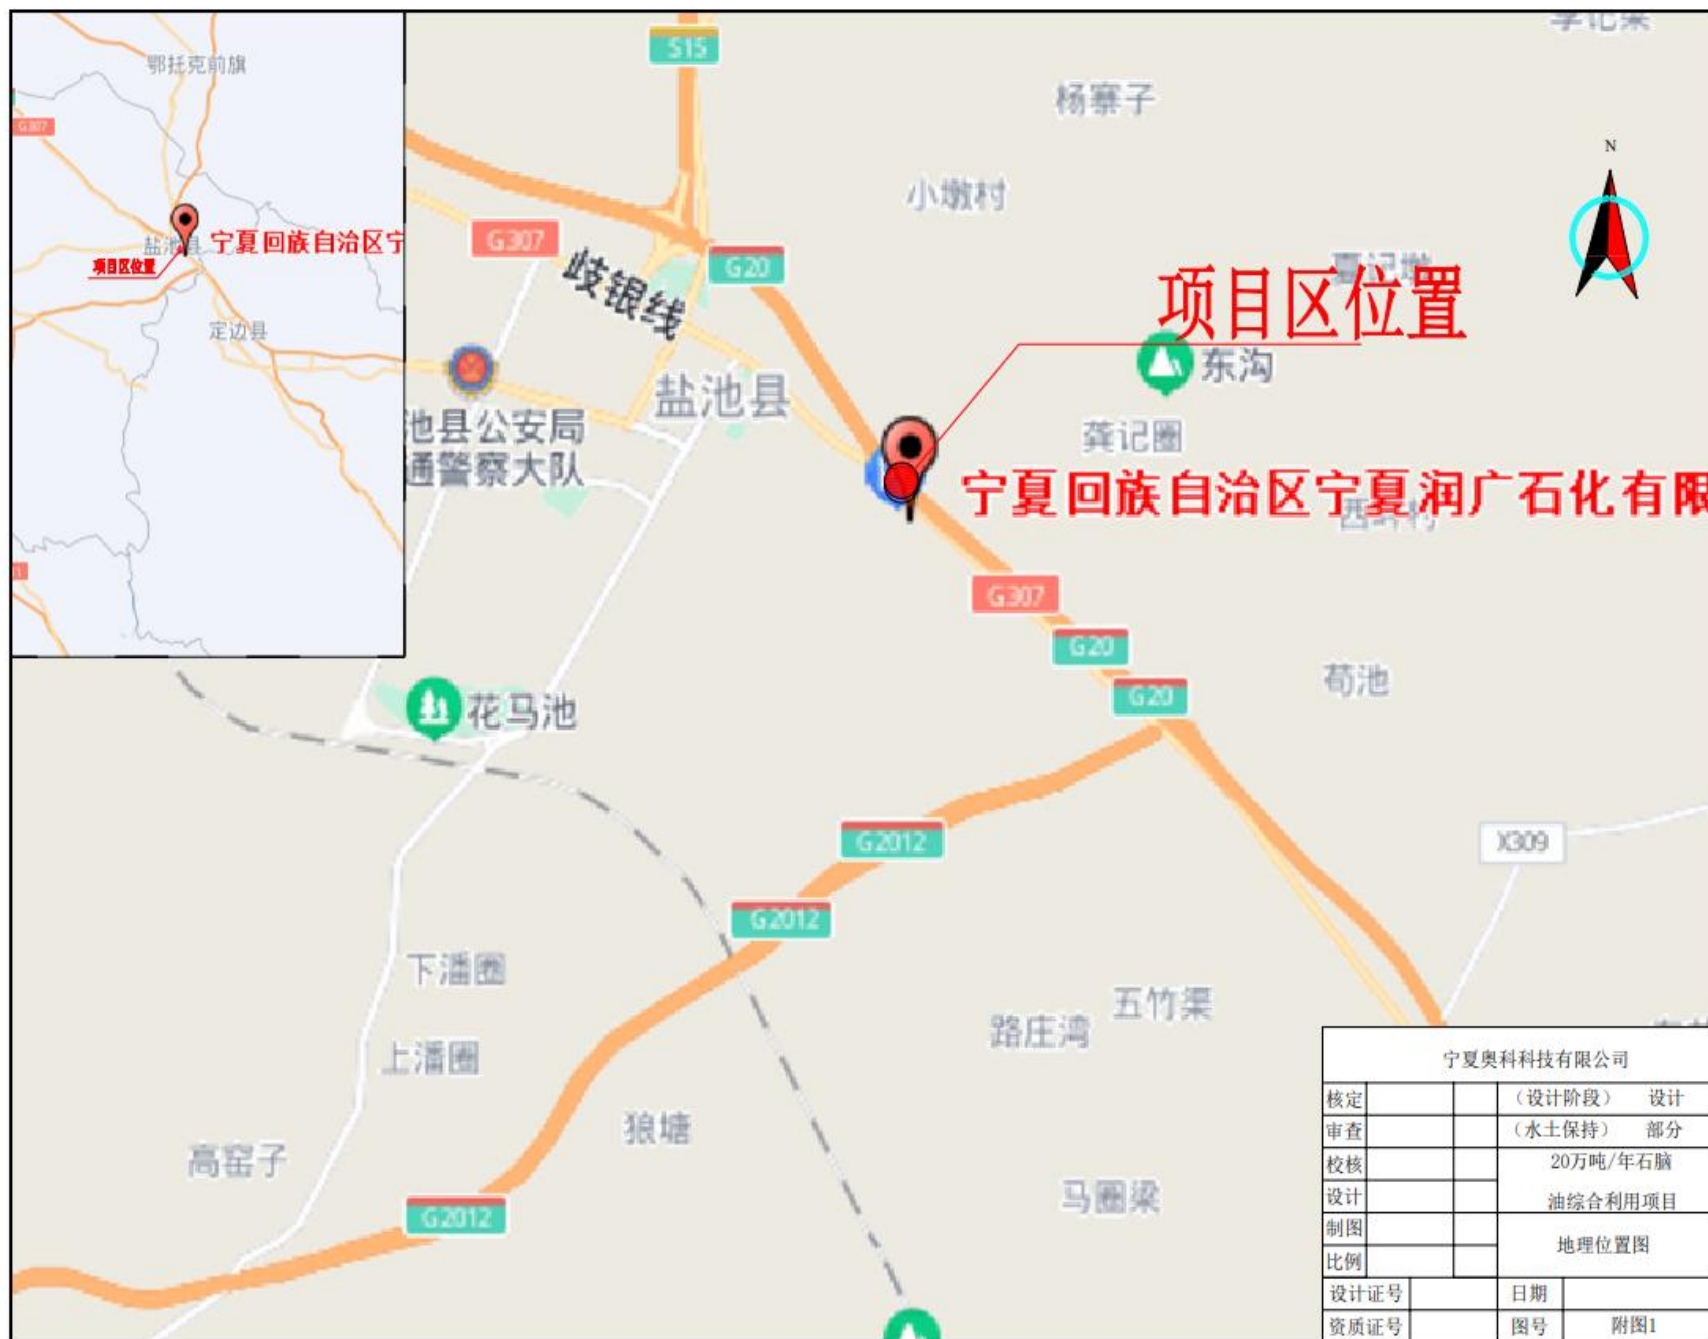 鄂托克前旗
G307
盐池县
宁夏回族自治区宁
项目区位置
定边县
S15
杨寨子
小墩村
N
G307
歧银线
G20
项目区位置
东沟
盐池县
龚记圈
池县公安局
通警察大队
宁夏回族自治区宁夏润广石化有限
G307
G20
G20
苟池
花马池
G2012
X309
G2012
下潘圈
五竹渠
路庄湾
上潘圈
狼塘
高窑子
马圈梁
G2012
宁夏奥科科技有限公司
核定 （设计阶段） 设计
审查 （水土保持） 部分
校核 20万吨/年石脑
设计 油综合利用项目
制图 地理位置图
比例
设计证号 日期
资质证号 图号 附图1